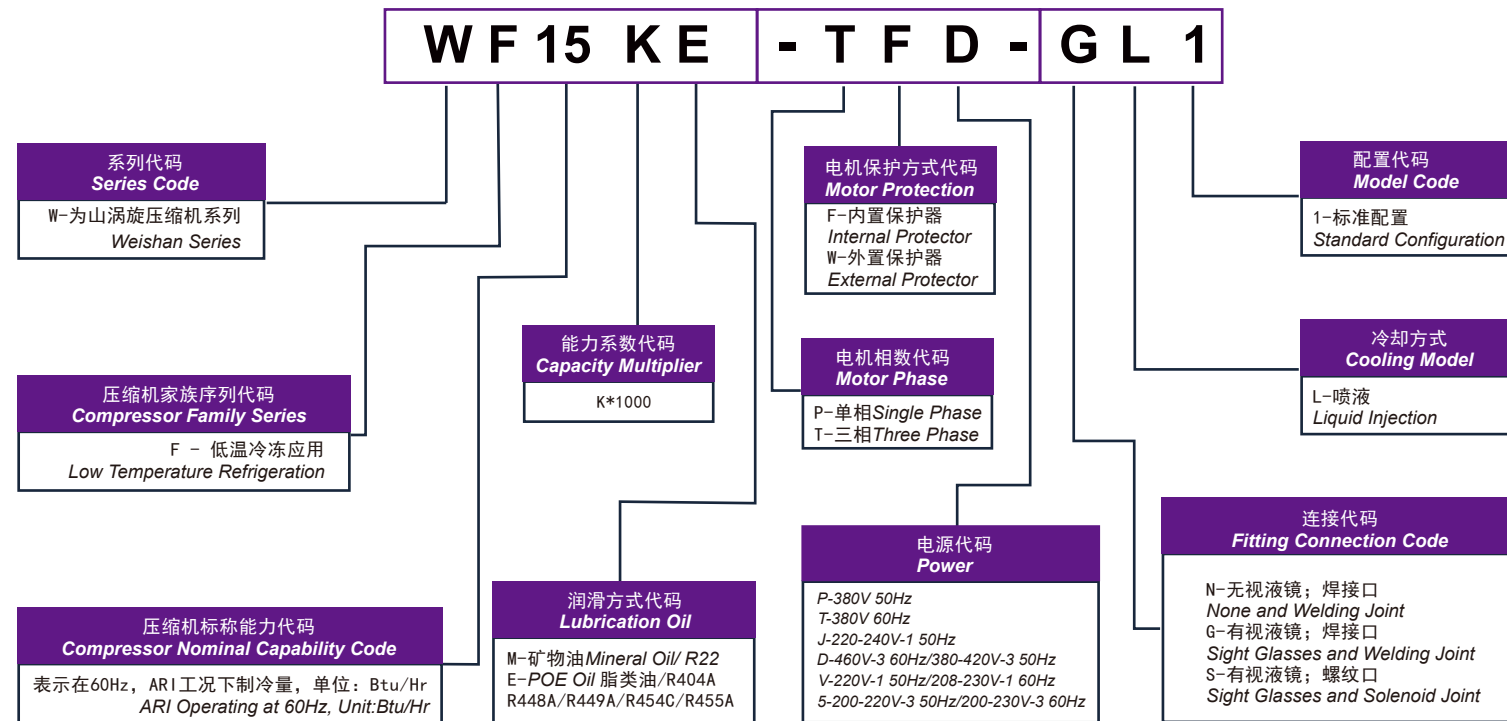 WF15KE-TFD-GL1
系列代码
Series Code
W-为山涡旋压缩机系列
Weishan Series
压缩机家族序列代码
Compressor Family Series
F - 低温冷冻应用
Low Temperature Refrigeration
压缩机标称能力代码
Compressor Nominal Capability Code
表示在60Hz, ARI工况下制冷量, 单位: Btu/Hr
ARI Operating at 60Hz, Unit:Btu/Hr
能力系数代码
Capacity Multiplier
K*1000
润滑方式代码
Lubrication Oil
M-矿物油Mineral Oil/ R22
E-POE Oil 脂类油/R404A
R448A/R449A/R454C/R455A
电机保护方式代码
Motor Protection
F-内置保护器
Internal Protector
W-外置保护器
External Protector
电机相数代码
Motor Phase
P-单相Single Phase
T-三相Three Phase
电源代码
Power
P-380V 50Hz
T-380V 60Hz
J-220-240V-1 50Hz
D-460V-3 60Hz/380-420V-3 50Hz
V-220V-1 50Hz/208-230V-1 60Hz
5-200-220V-3 50Hz/200-230V-3 60Hz
配置代码
Model Code
1-标准配置
Standard Configuration
冷却方式
Cooling Model
L-喷液
Liquid Injection
连接代码
Fitting Connection Code
N-无视液镜; 焊接口
None and Welding Joint
G-有视液镜; 焊接口
Sight Glasses and Welding Joint
S-有视液镜; 螺纹口
Sight Glasses and Solenoid Joint